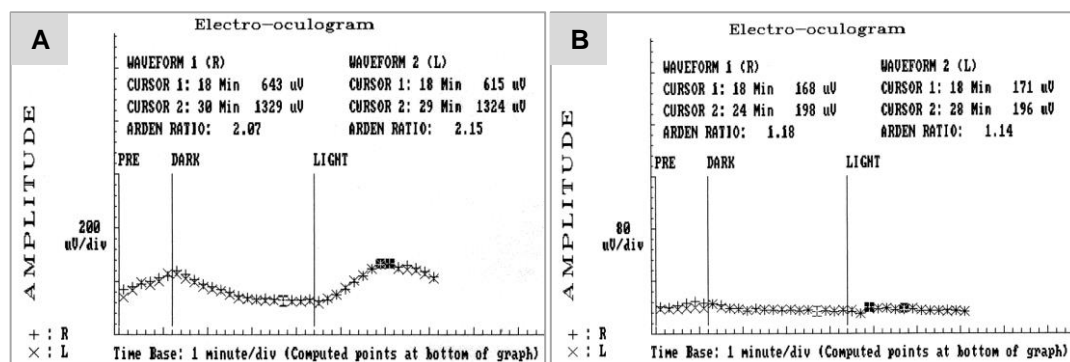 A
Electro-oculogram
WAVEFORM 1 (R) WAVEFORM 2 (L)
CURSOR 1: 18 Min 643 uV CURSOR 1: 18 Min 615 uV
CURSOR 2: 30 Min 1329 uV CURSOR 2: 29 Min 1324 uV
ARDEN RATIO: 2.07 ARDEN RATIO: 2.15
PRE DARK LIGHT
AMPLITUDE
200
uV/div
+ : R
× : L
Time Base: 1 minute/div (Computed points at bottom of graph)
B
Electro-oculogram
WAVEFORM 1 (R) WAVEFORM 2 (L)
CURSOR 1: 18 Min 168 uV CURSOR 1: 18 Min 171 uV
CURSOR 2: 24 Min 198 uV CURSOR 2: 28 Min 196 uV
ARDEN RATIO: 1.18 ARDEN RATIO: 1.14
PRE DARK LIGHT
AMPLITUDE
80
uV/div
+ : R
× : L
Time Base: 1 minute/div (Computed points at bottom of graph)